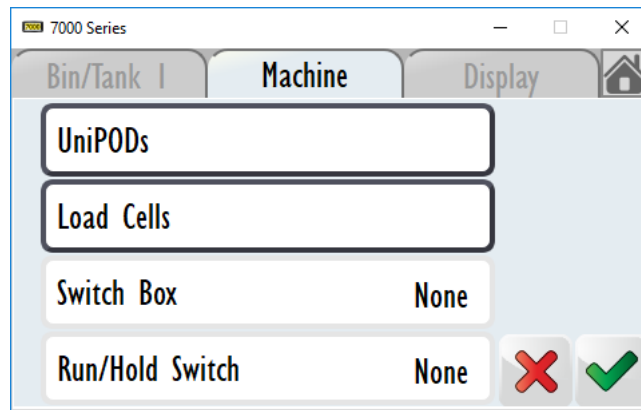 7000 Series
Bin/Tank 1 Machine Display
UniPODs
Load Cells
Switch Box None
Run/Hold Switch None